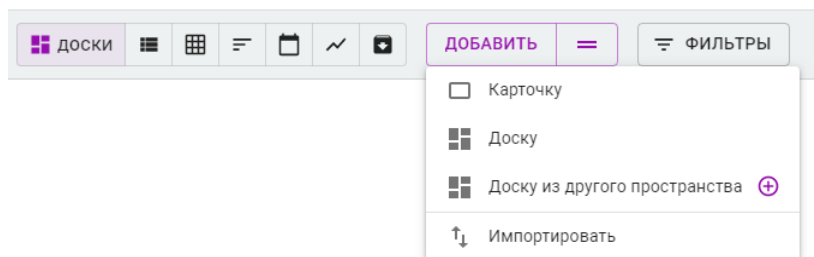 доски
ДОБАВИТЬ
ФИЛЬТРЫ
Карточку
Доску
Доску из другого пространства
Импортировать